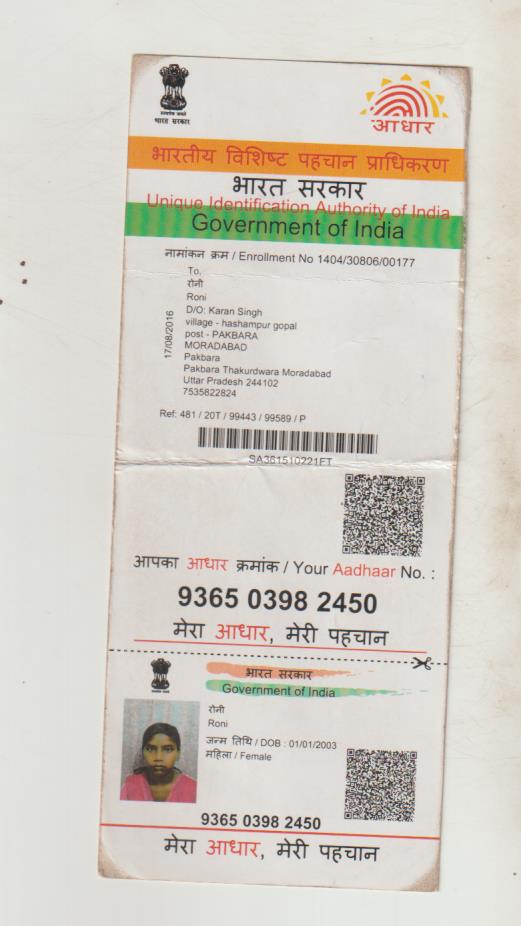 भारत सरकार
आधार
भारतीय विशिष्ट पहचान प्राधिकरण
भारत सरकार
Unique Identification Authority of India
Government of India
नामांकन क्रम / Enrollment No 1404/30806/00177
To,
रोनी
Roni
D/O: Karan Singh
village - hashampur gopal
post - PAKBARA
MORADABAD
Pakbara
Pakbara Thakurdwara Moradabad
Uttar Pradesh 244102
7535822824
17/08/2016
Ref: 481 / 20T / 99443 / 99589 / P
SA361510221FT
आपका आधार क्रमांक / Your Aadhaar No. :
9365 0398 2450
मेरा आधार, मेरी पहचान
भारत सरकार
Government of India
रोनी
Roni
जन्म तिथि / DOB : 01/01/2003
महिला / Female
9365 0398 2450
मेरा आधार, मेरी पहचान